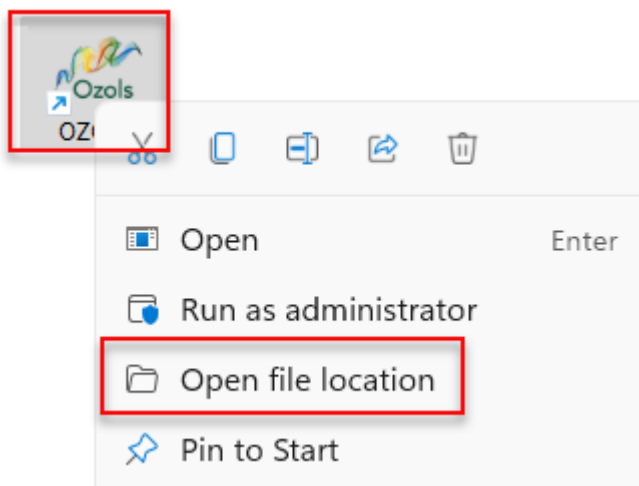 Ozols
OZ
Open Enter
Run as administrator
Open file location
Pin to Start